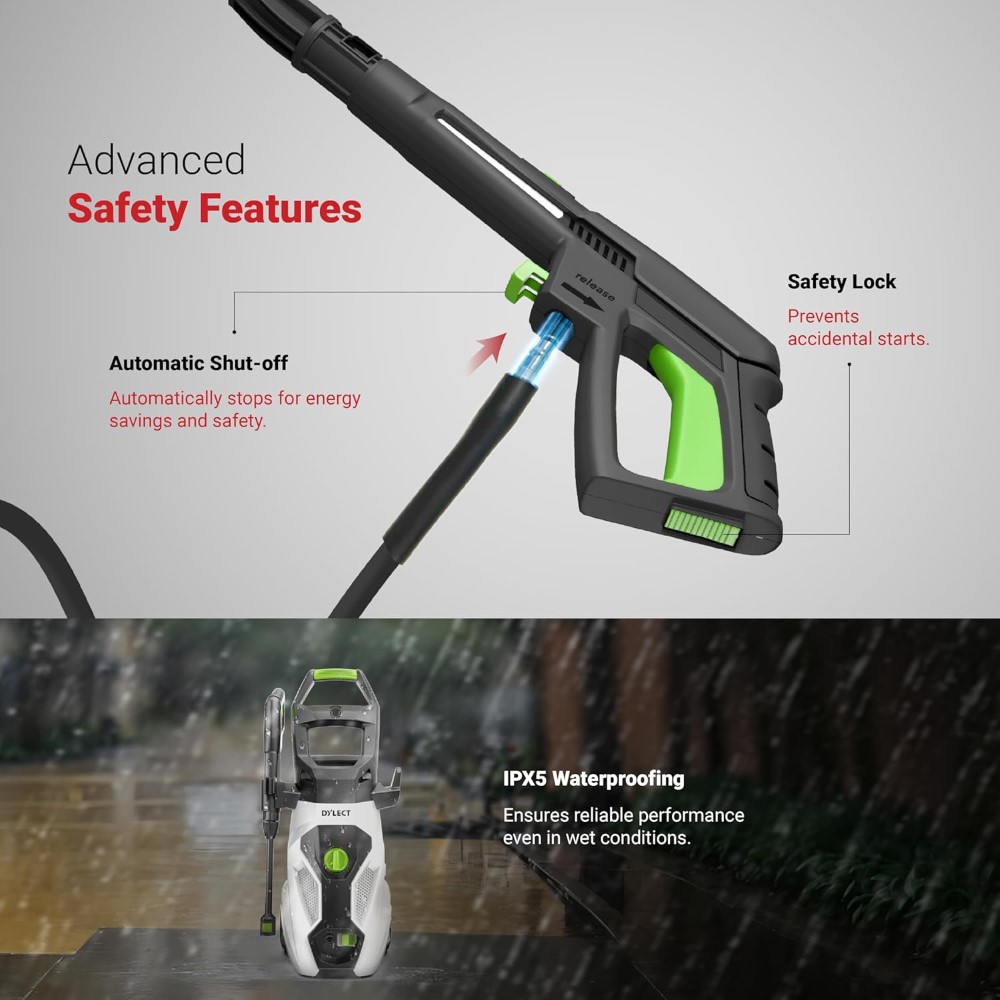 Advanced
Safety Features
release
Safety Lock
Prevents
accidental starts.
Automatic Shut-off
Automatically stops for energy
savings and safety.
DYLECT
IPX5 Waterproofing
Ensures reliable performance
even in wet conditions.